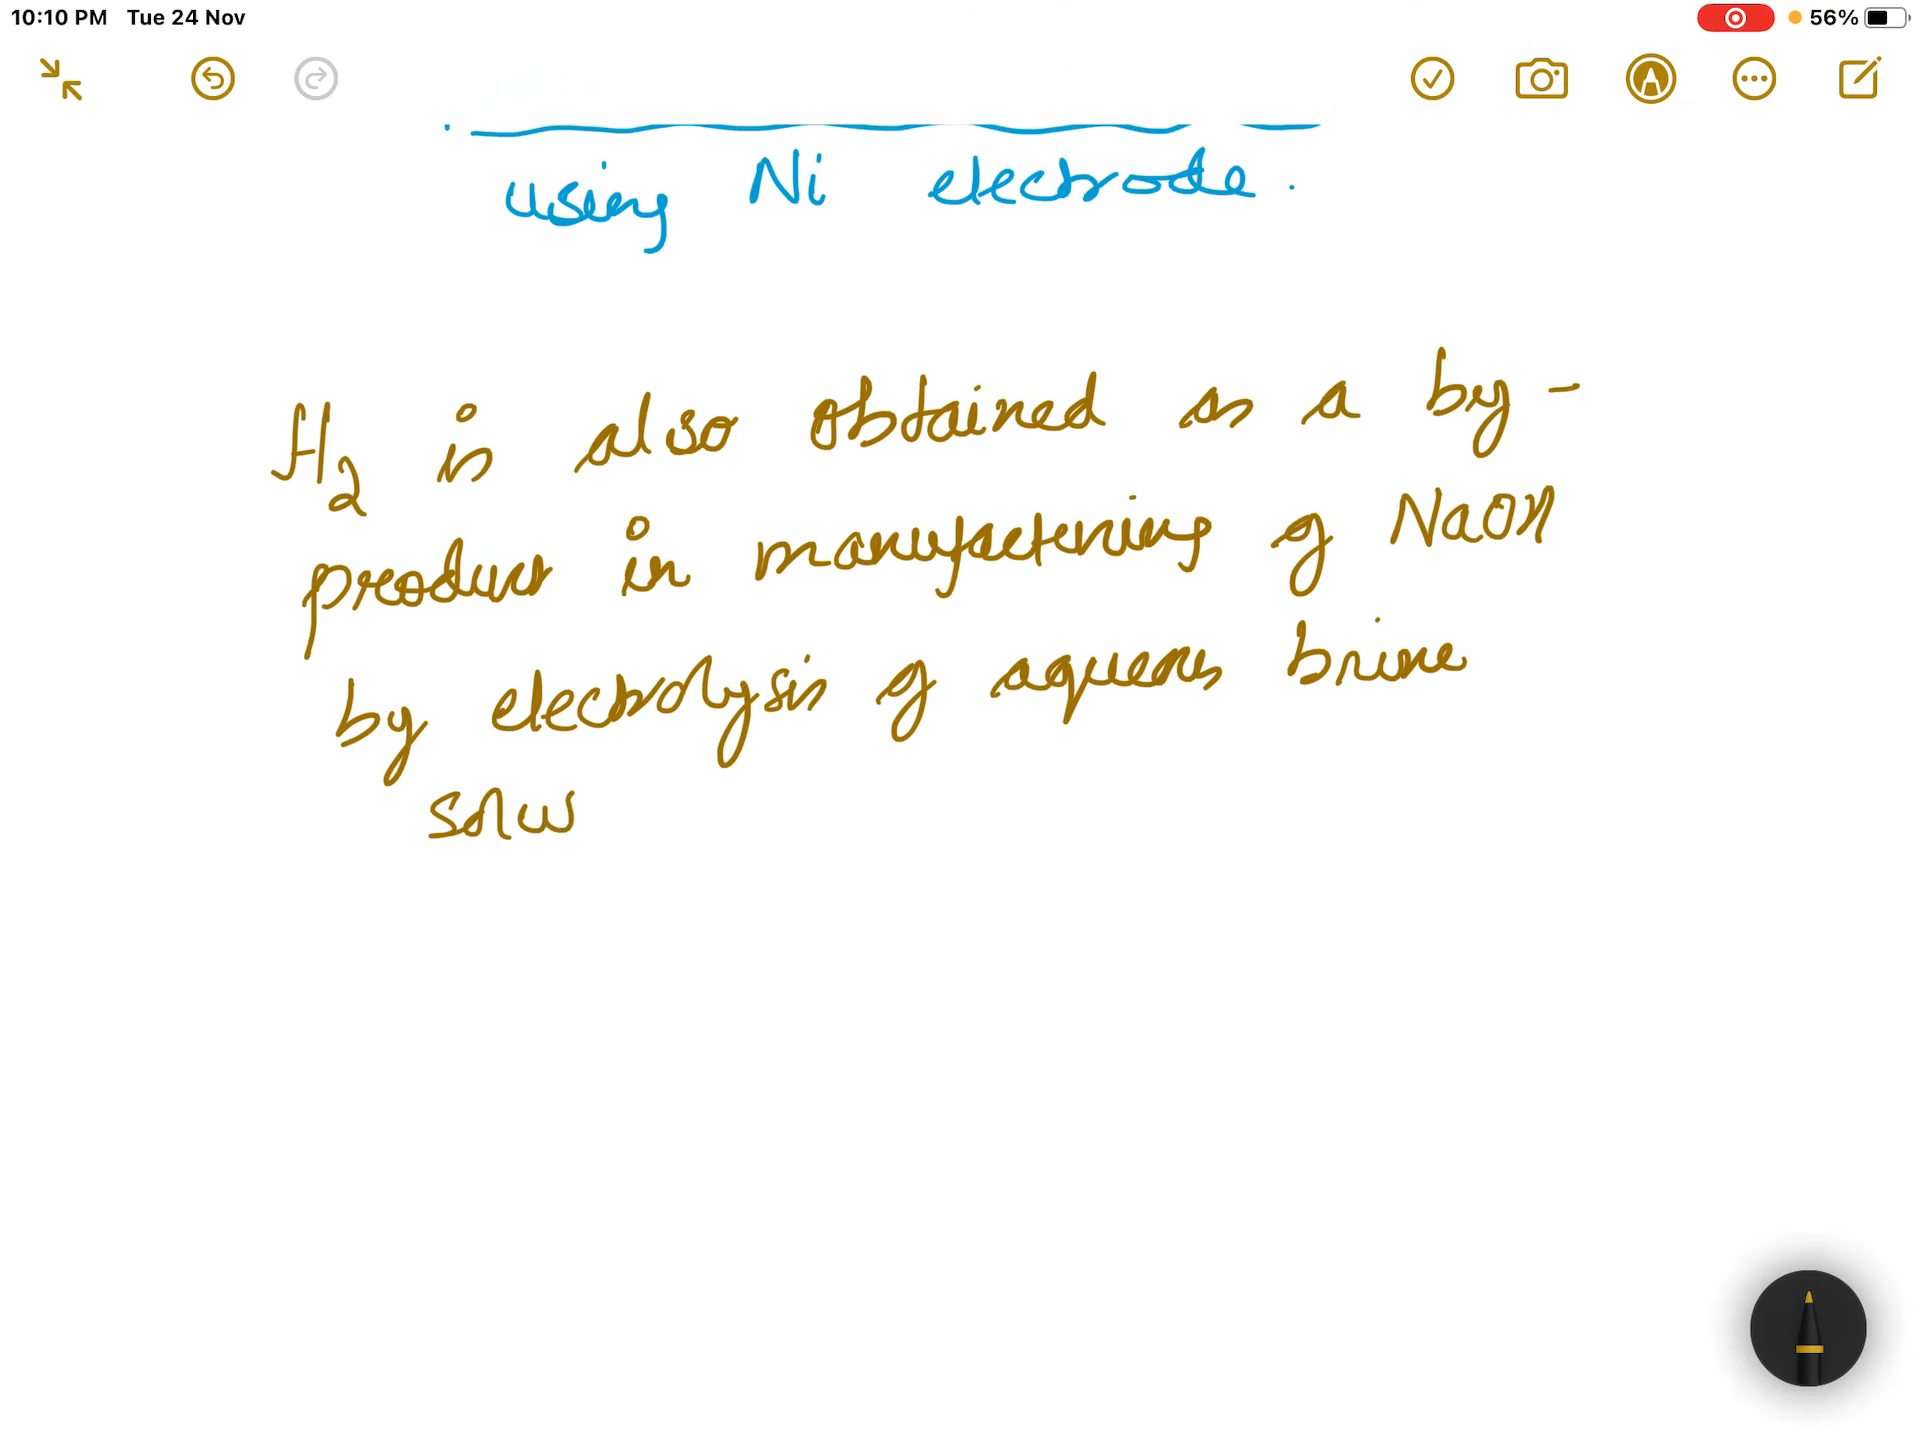 10:10 PM Tue 24 Nov 56%
using Ni electrode.
H2 is also obtained as a by-
product in manufacturing of NaOH
by electrolysis of aqueous brine